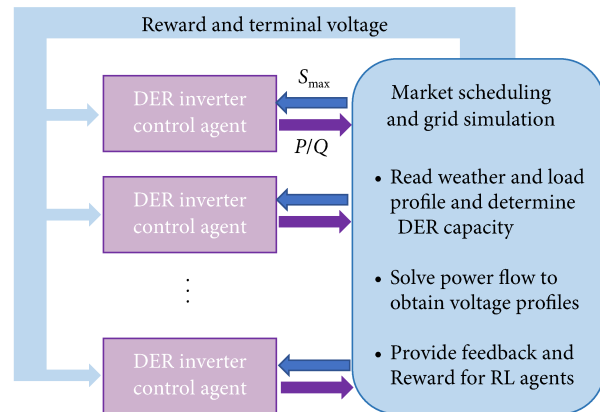 Reward and terminal voltage
DER inverter
control agent
S_max
P/Q
DER inverter
control agent
⋮
DER inverter
control agent
Market scheduling
and grid simulation
• Read weather and load
profile and determine
DER capacity
• Solve power flow to
obtain voltage profiles
• Provide feedback and
Reward for RL agents